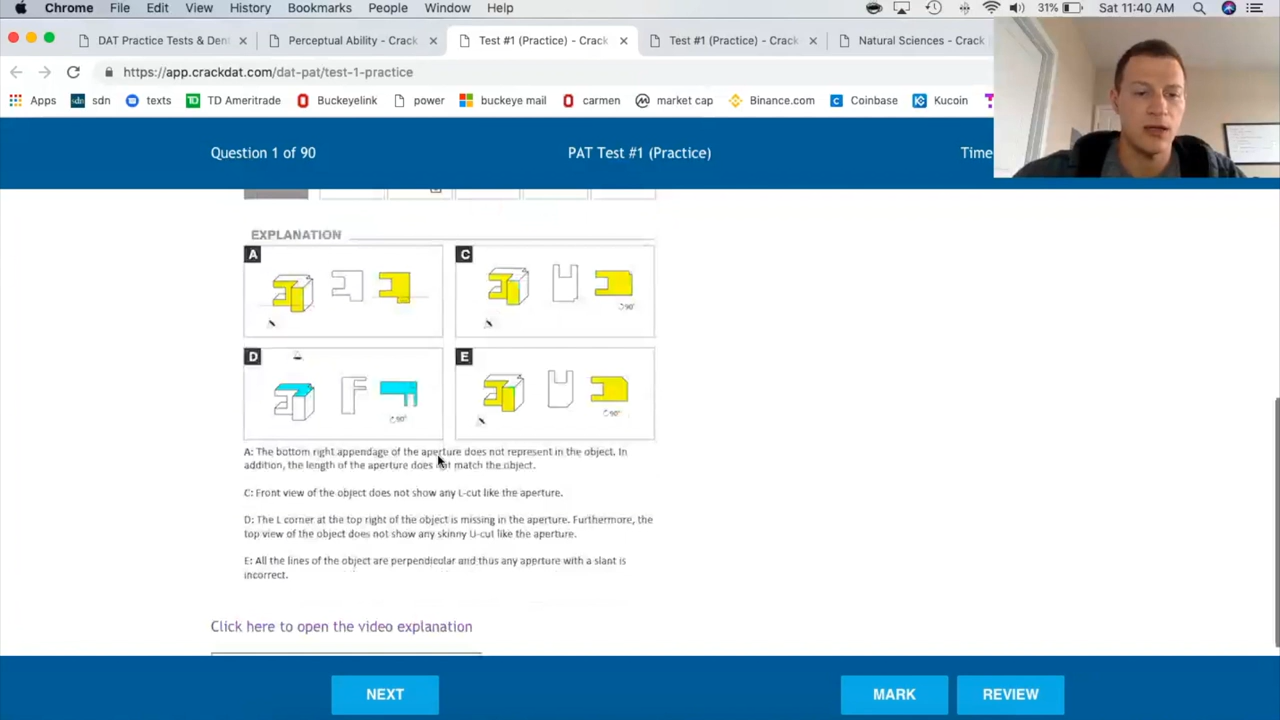 Chrome File Edit View History Bookmarks People Window Help 31% Sat 11:40 AM
DAT Practice Tests & Den × Perceptual Ability - Crack × Test #1 (Practice) - Crack × Test #1 (Practice) - Crack × Natural Sciences - Crack
https://app.crackdat.com/dat-pat/test-1-practice
Apps sdn texts TD Ameritrade Buckeyelink power buckeye mail carmen market cap Binance.com Coinbase Kucoin
Question 1 of 90 PAT Test #1 (Practice) Time
EXPLANATION
A C
90°
D E
90° 90°
A: The bottom right appendage of the aperture does not represent in the object. In
addition, the length of the aperture does not match the object.
C: Front view of the object does not show any L-cut like the aperture.
D: The L corner at the top right of the object is missing in the aperture. Furthermore, the
top view of the object does not show any skinny U-cut like the aperture.
E: All the lines of the object are perpendicular and thus any aperture with a slant is
incorrect.
Click here to open the video explanation
NEXT MARK REVIEW